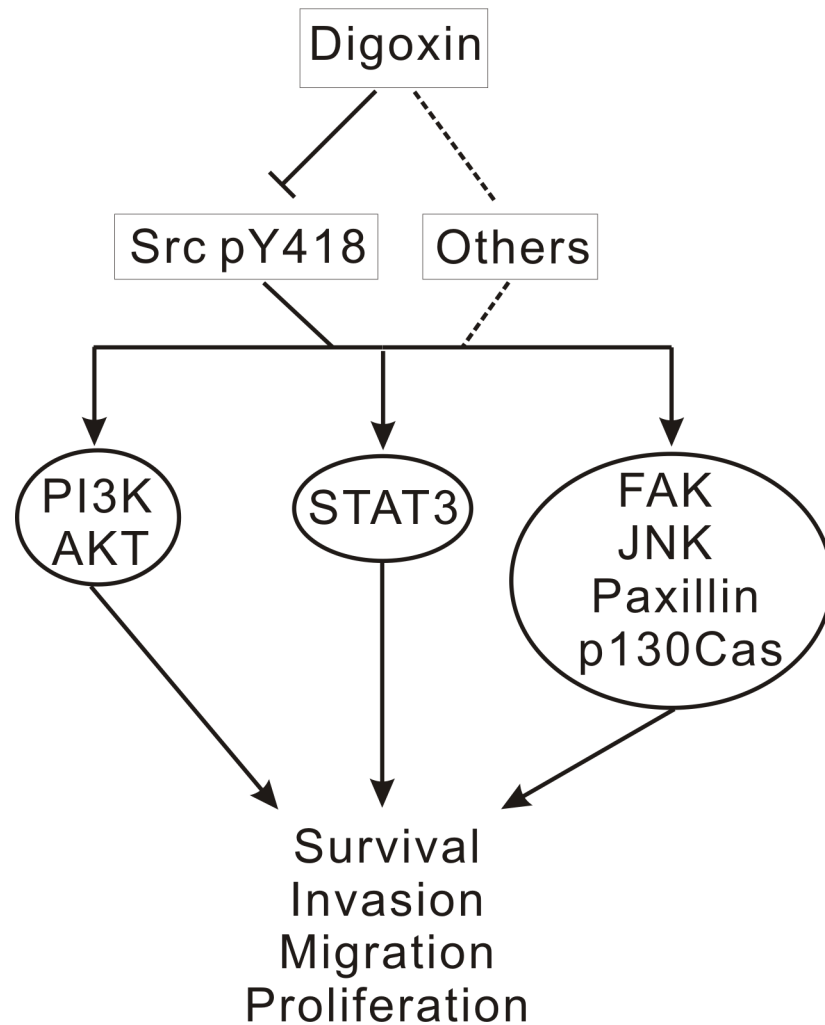 Digoxin
Src pY418
Others
PI3K
AKT
STAT3
FAK
JNK
Paxillin
p130Cas
Survival
Invasion
Migration
Proliferation